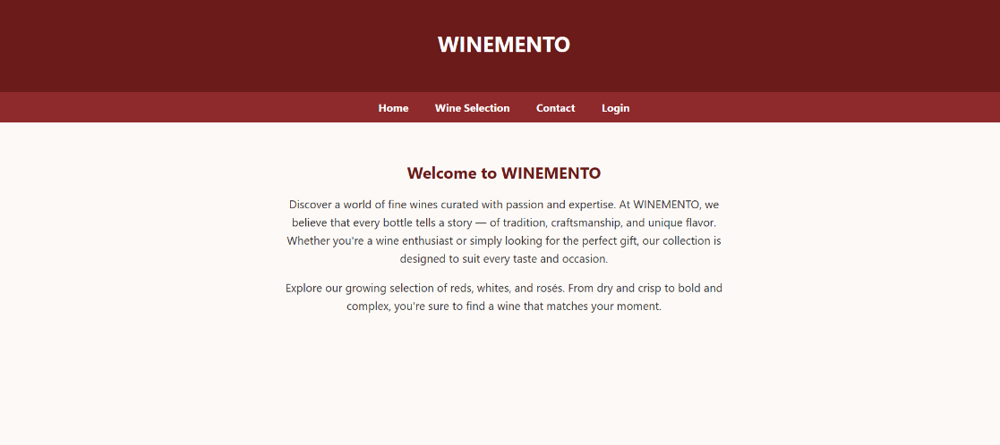 WINEMENTO
Home Wine Selection Contact Login
Welcome to WINEMENTO
Discover a world of fine wines curated with passion and expertise. At WINEMENTO, we
believe that every bottle tells a story — of tradition, craftsmanship, and unique flavor.
Whether you're a wine enthusiast or simply looking for the perfect gift, our collection is
designed to suit every taste and occasion.
Explore our growing selection of reds, whites, and rosés. From dry and crisp to bold and
complex, you're sure to find a wine that matches your moment.